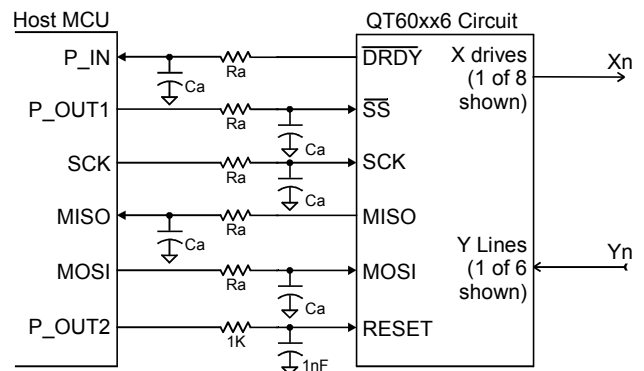 Host MCU
QT60xx6 Circuit
P_IN
Ra
Ca
DRDY
X drives
(1 of 8
shown)
Xn
P_OUT1
Ra
Ca
SS
SCK
Ra
Ca
SCK
MISO
Ra
Ca
MISO
Y Lines
(1 of 6
shown)
Yn
MOSI
Ra
Ca
MOSI
P_OUT2
1K
1nF
RESET